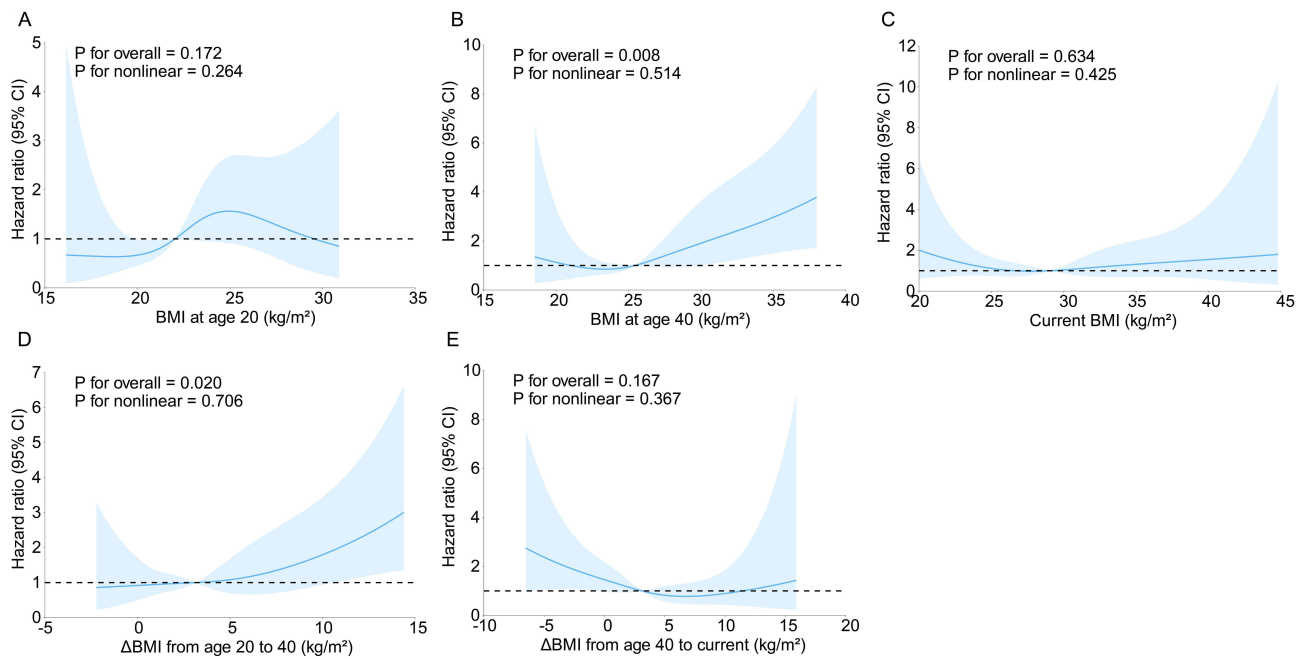 A
P for overall = 0.172
P for nonlinear = 0.264
Hazard ratio (95% CI)
5
4
3
2
1
0
15 20 25 30 35
BMI at age 20 (kg/m²)
B
P for overall = 0.008
P for nonlinear = 0.514
Hazard ratio (95% CI)
10
8
6
4
2
0
15 20 25 30 35 40
BMI at age 40 (kg/m²)
C
P for overall = 0.634
P for nonlinear = 0.425
Hazard ratio (95% CI)
12
10
8
6
4
2
0
20 25 30 35 40 45
Current BMI (kg/m²)
D
P for overall = 0.020
P for nonlinear = 0.706
Hazard ratio (95% CI)
7
6
5
4
3
2
1
0
-5 0 5 10 15
ΔBMI from age 20 to 40 (kg/m²)
E
P for overall = 0.167
P for nonlinear = 0.367
Hazard ratio (95% CI)
10
8
6
4
2
0
-10 -5 0 5 10 15 20
ΔBMI from age 40 to current (kg/m²)